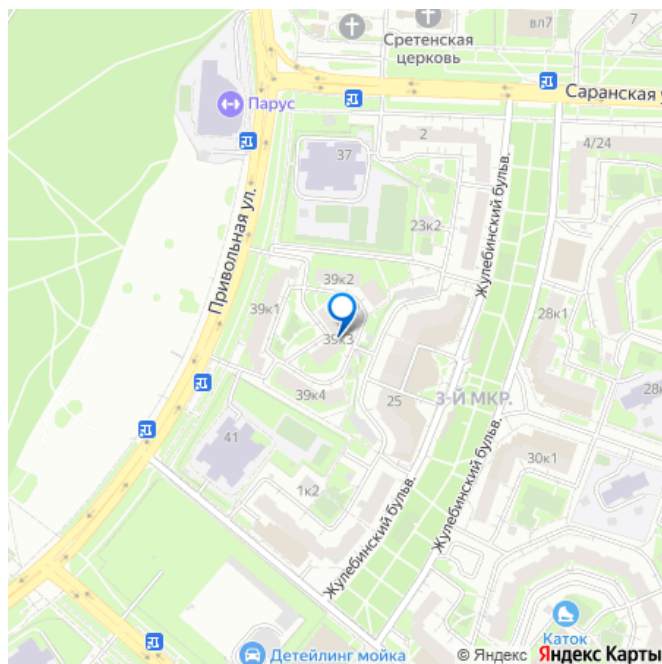 вл7
7
Сретенская
церковь
Саранская у
Парус
2
4/24
37
Жулебинский бульв.
23к2
Привольная ул.
39к2
39к1
39к3
28к1
39к4
25
3-Й МКР.
28к
41
30к1
1к2
Жулебинский бульв.
Жулебинский бульв.
Каток
Детейлинг мойка
© Яндекс Яндекс Карты